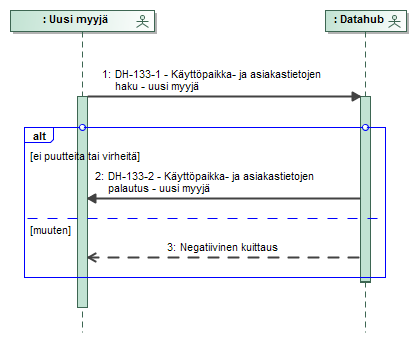 : Uusi myyjä
: Datahub
1: DH-133-1 - Käyttöpaikka- ja asiakastietojen
haku - uusi myyjä
alt
[ei puutteita tai virheitä]
2: DH-133-2 - Käyttöpaikka- ja asiakastietojen
palautus - uusi myyjä
[muuten]
3: Negatiivinen kuittaus